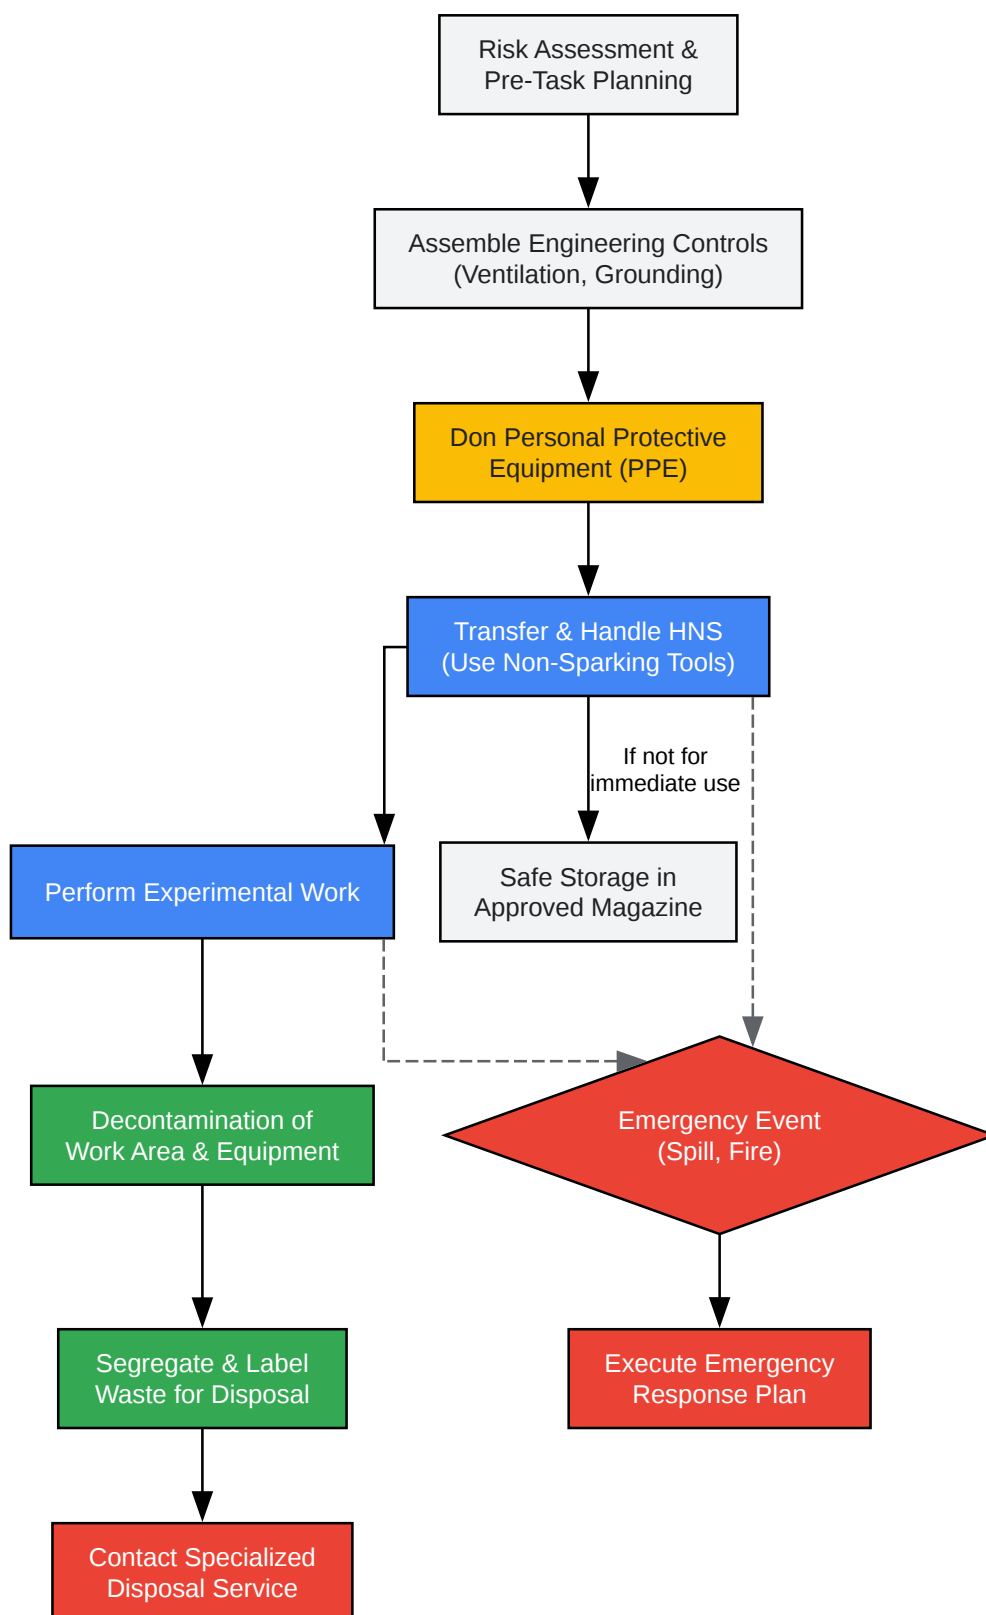 Risk Assessment &
Pre-Task Planning
Assemble Engineering Controls
(Ventilation, Grounding)
Don Personal Protective
Equipment (PPE)
Transfer & Handle HNS
(Use Non-Sparking Tools)
If not for
immediate use
Perform Experimental Work
Safe Storage in
Approved Magazine
Decontamination of
Work Area & Equipment
Emergency Event
(Spill, Fire)
Segregate & Label
Waste for Disposal
Execute Emergency
Response Plan
Contact Specialized
Disposal Service